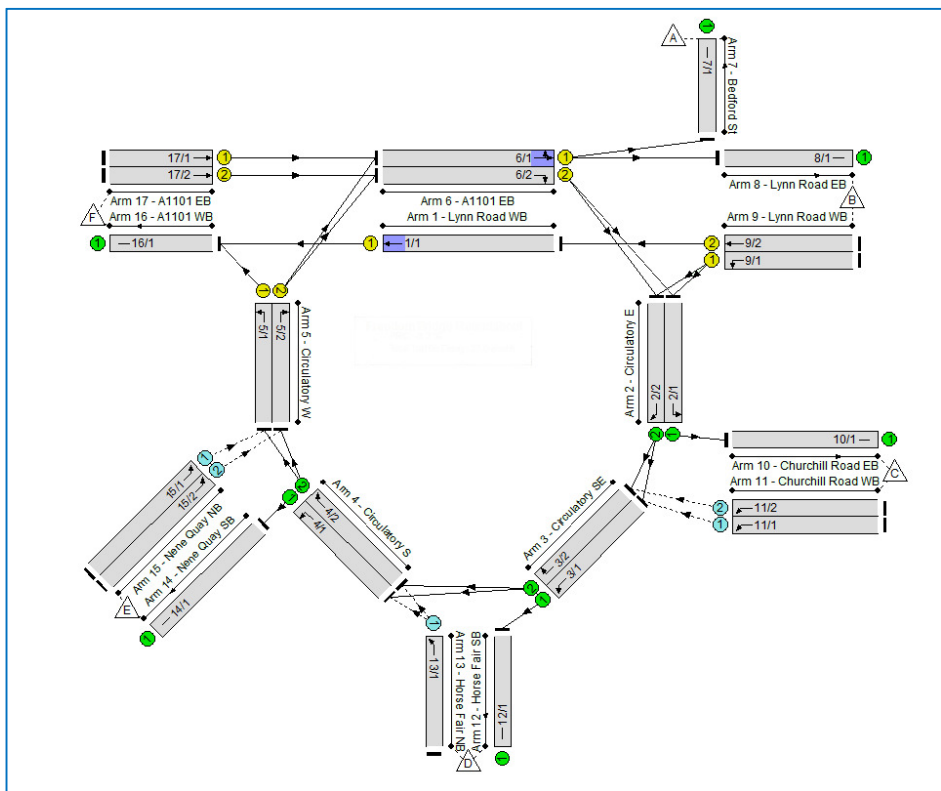 1
A
7/1
Arm 7 - Bedford St
17/1
1
6/1
1
8/1
1
17/2
2
6/2
2
Arm 8 - Lynn Road EB
Arm 17 - A1101 EB
Arm 6 - A1101 EB
B
F
Arm 16 - A1101 WB
Arm 1 - Lynn Road WB
Arm 9 - Lynn Road WB
1
16/1
1
1/1
2
9/2
1
9/1
1
2
5/1
5/2
Arm 5 - Circulatory W
Arm 2 - Circulatory E
2/2
2/1
2
1
10/1
1
Arm 10 - Churchill Road EB
C
Arm 11 - Churchill Road WB
2
11/2
1
11/1
1
2
15/1
15/2
Arm 15 - Nene Quay NB
Arm 14 - Nene Quay SB
E
14/1
1
2
1
4/2
4/1
Arm 4 - Circulatory S
Arm 3 - Circulatory SE
3/2
3/1
2
1
1
13/1
Arm 13 - Horse Fair NB
Arm 12 - Horse Fair SB
12/1
D
1